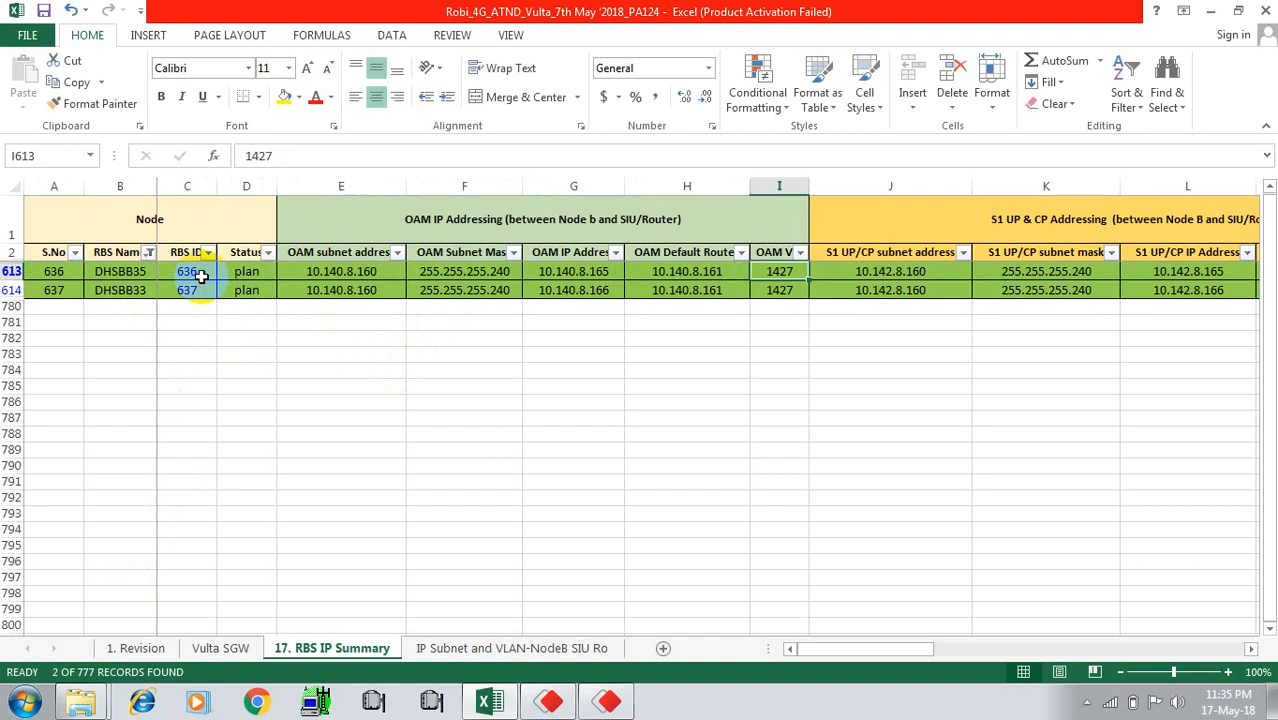 Robi_4G_ATND_Vulta_7th May '2018_PA124 - Excel (Product Activation Failed)
FILE HOME INSERT PAGE LAYOUT FORMULAS DATA REVIEW VIEW Sign in
Paste Cut Copy Format Painter
Calibri 11
B I U A
Wrap Text
Merge & Center
General
$ % ,
Conditional Formatting Format as Table Cell Styles
Insert Delete Format
AutoSum Fill Clear
Sort & Filter Find & Select
Clipboard Font Alignment Number Styles Cells Editing
I613 fx 1427
A B C D E F G H I J K L
1 Node OAM IP Addressing (between Node b and SIU/Router) S1 UP & CP Addressing (between Node B and SIU/Ro
2 S.No RBS Nam RBS ID Status OAM subnet addres OAM Subnet Mas OAM IP Addres OAM Default Route OAM V S1 UP/CP subnet address S1 UP/CP subnet mask S1 UP/CP IP Address
613 636 DHSBB35 636 plan 10.140.8.160 255.255.255.240 10.140.8.165 10.140.8.161 1427 10.142.8.160 255.255.255.240 10.142.8.165
614 637 DHSBB33 637 plan 10.140.8.160 255.255.255.240 10.140.8.166 10.140.8.161 1427 10.142.8.160 255.255.255.240 10.142.8.166
780
781
782
783
784
785
786
787
788
789
790
791
792
793
794
795
796
797
798
799
800
1. Revision Vulta SGW 17. RBS IP Summary IP Subnet and VLAN-NodeB SIU Ro
READY 2 OF 777 RECORDS FOUND 100%
11:35 PM
17-May-18